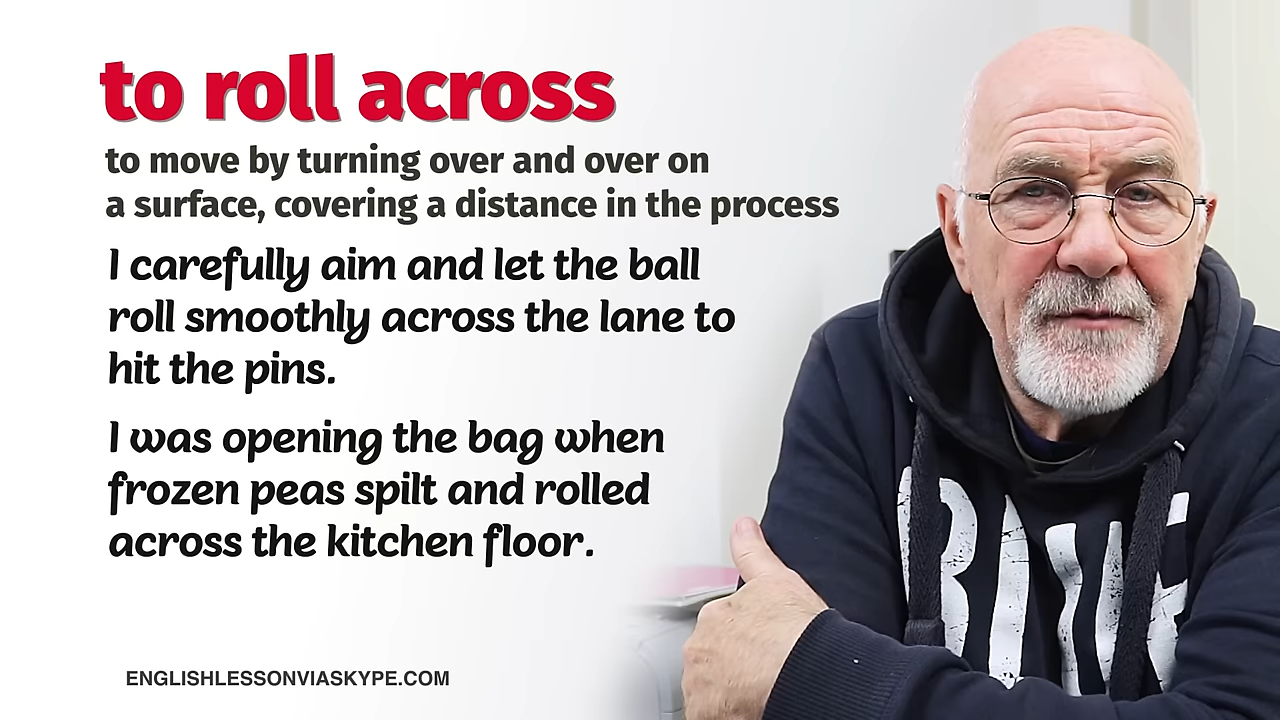 to roll across
to move by turning over and over on
a surface, covering a distance in the process
I carefully aim and let the ball
roll smoothly across the lane to
hit the pins.
I was opening the bag when
frozen peas spilt and rolled
across the kitchen floor.
ENGLISHLESSONVIASKYPE.COM